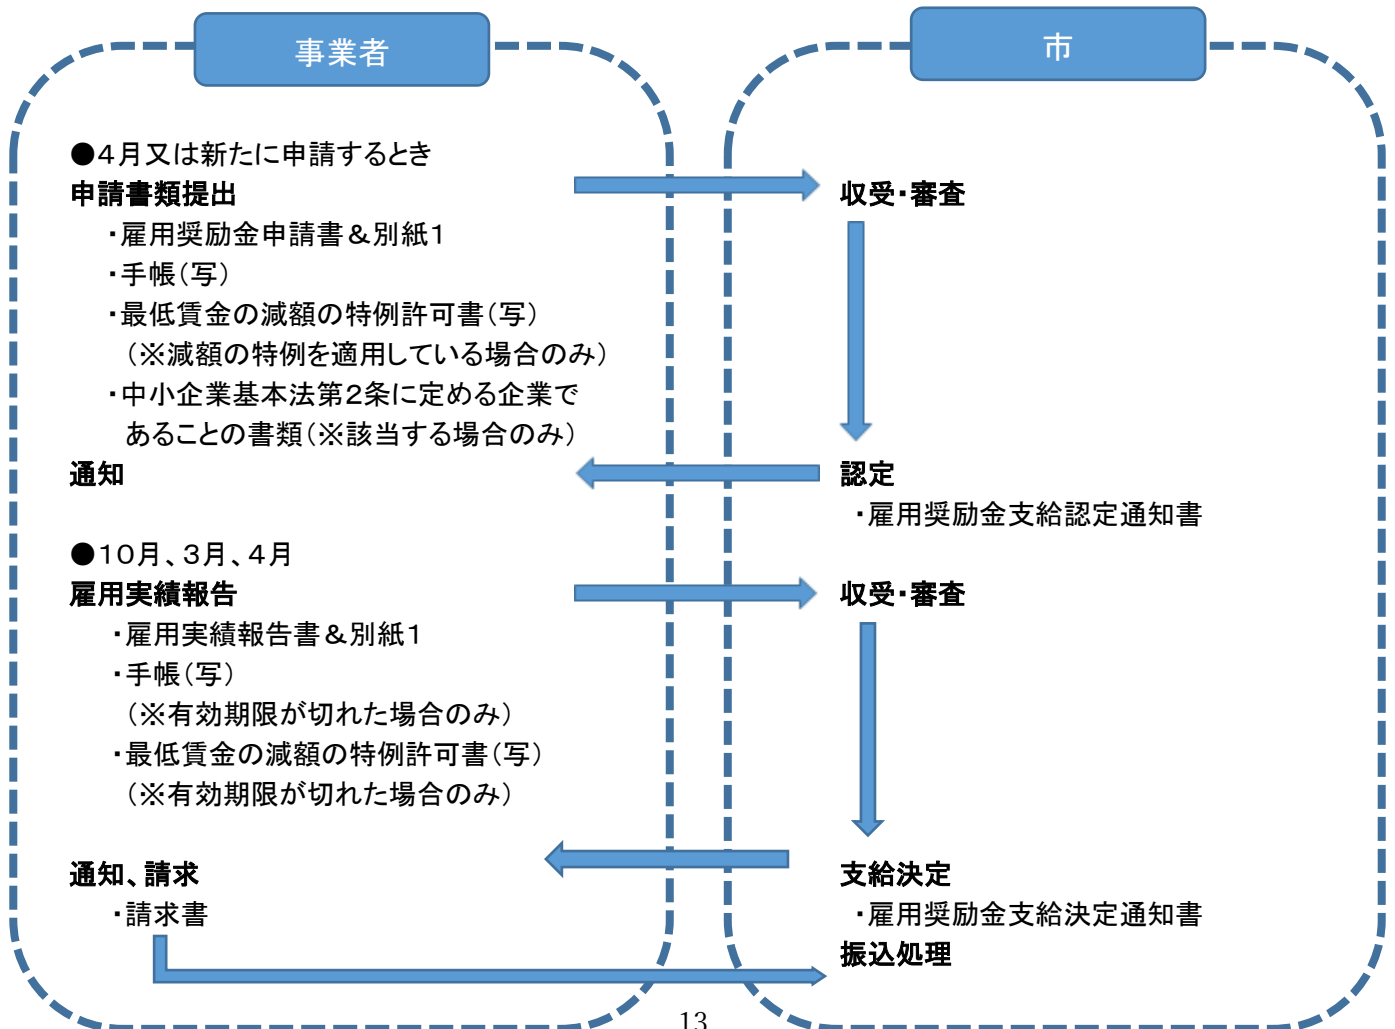 事業者
市
●4月又は新たに申請するとき
申請書類提出
・雇用奨励金申請書&別紙1
・手帳(写)
・最低賃金の減額の特例許可書(写)
(※減額の特例を適用している場合のみ)
・中小企業基本法第2条に定める企業で
あることの書類(※該当する場合のみ)
収受・審査
通知
認定
・雇用奨励金支給認定通知書
●10月、3月、4月
雇用実績報告
・雇用実績報告書&別紙1
・手帳(写)
(※有効期限が切れた場合のみ)
・最低賃金の減額の特例許可書(写)
(※有効期限が切れた場合のみ)
収受・審査
通知、請求
・請求書
支給決定
・雇用奨励金支給決定通知書
振込処理
13